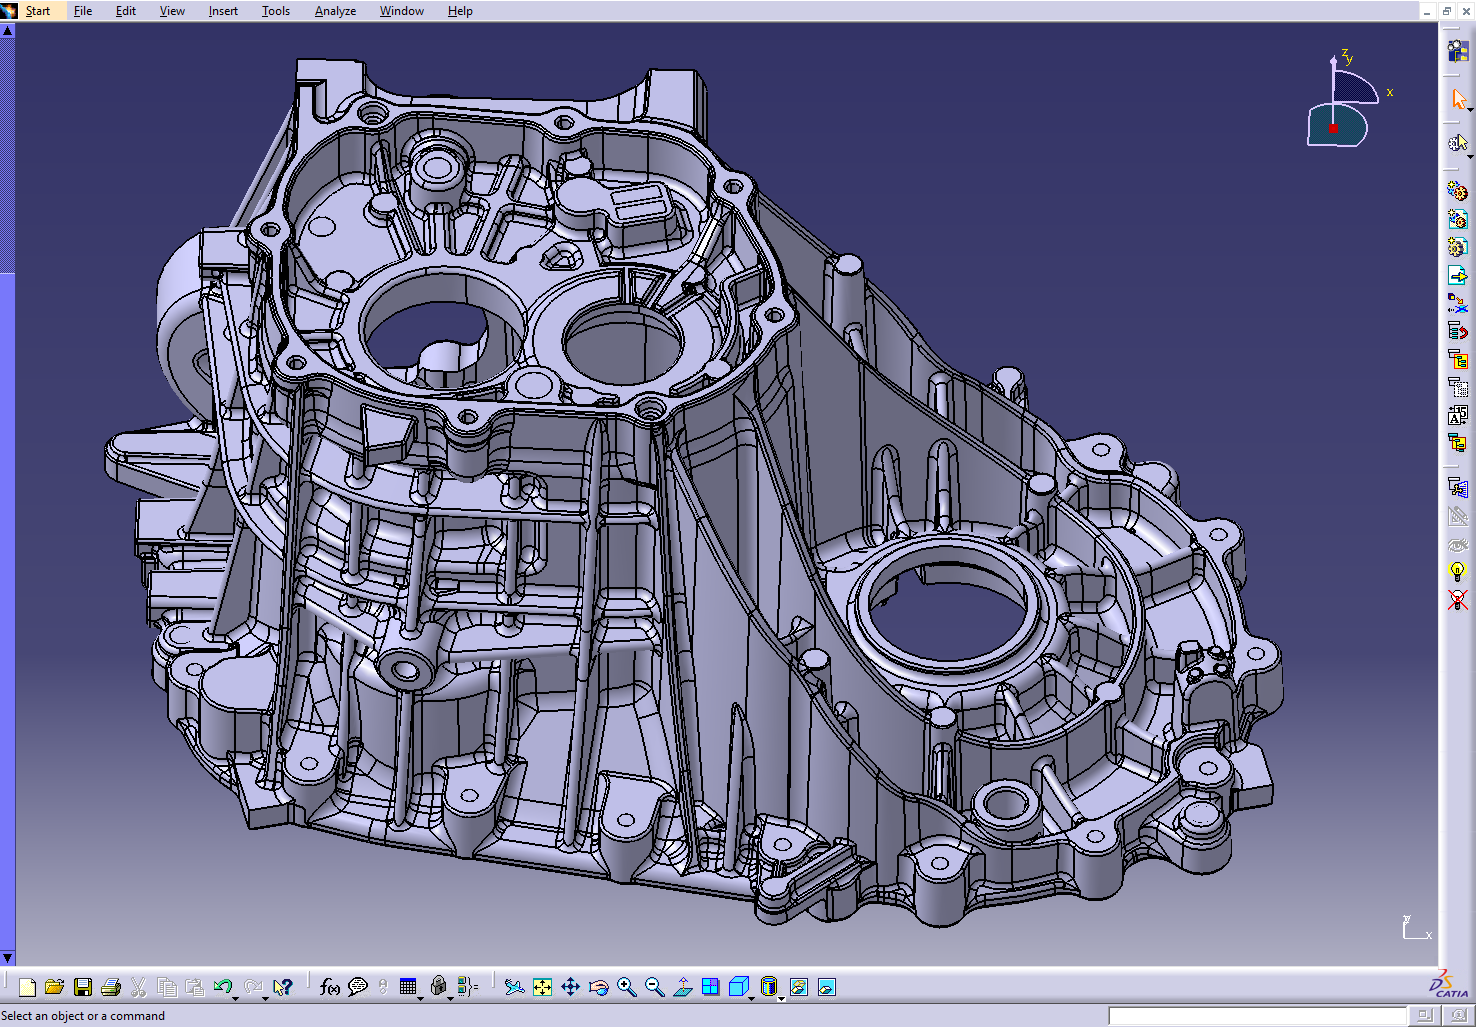 Start File Edit View Insert Tools Analyze Window Help
z
y
x
x
f(x)
CATIA
Select an object or a command